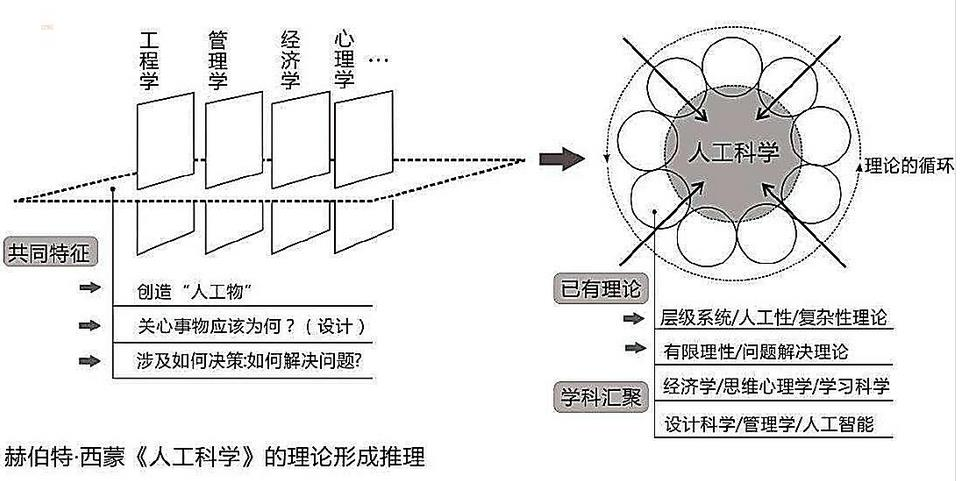 工程学
管理学
经济学
心理学
…
人工科学
理论的循环
共同特征
创造“人工物”
关心事物应该为何？（设计）
涉及如何决策:如何解决问题?
已有理论
层级系统/人工性/复杂性理论
有限理性/问题解决理论
学科汇聚
经济学/思维心理学/学习科学
设计科学/管理学/人工智能
赫伯特·西蒙《人工科学》的理论形成推理